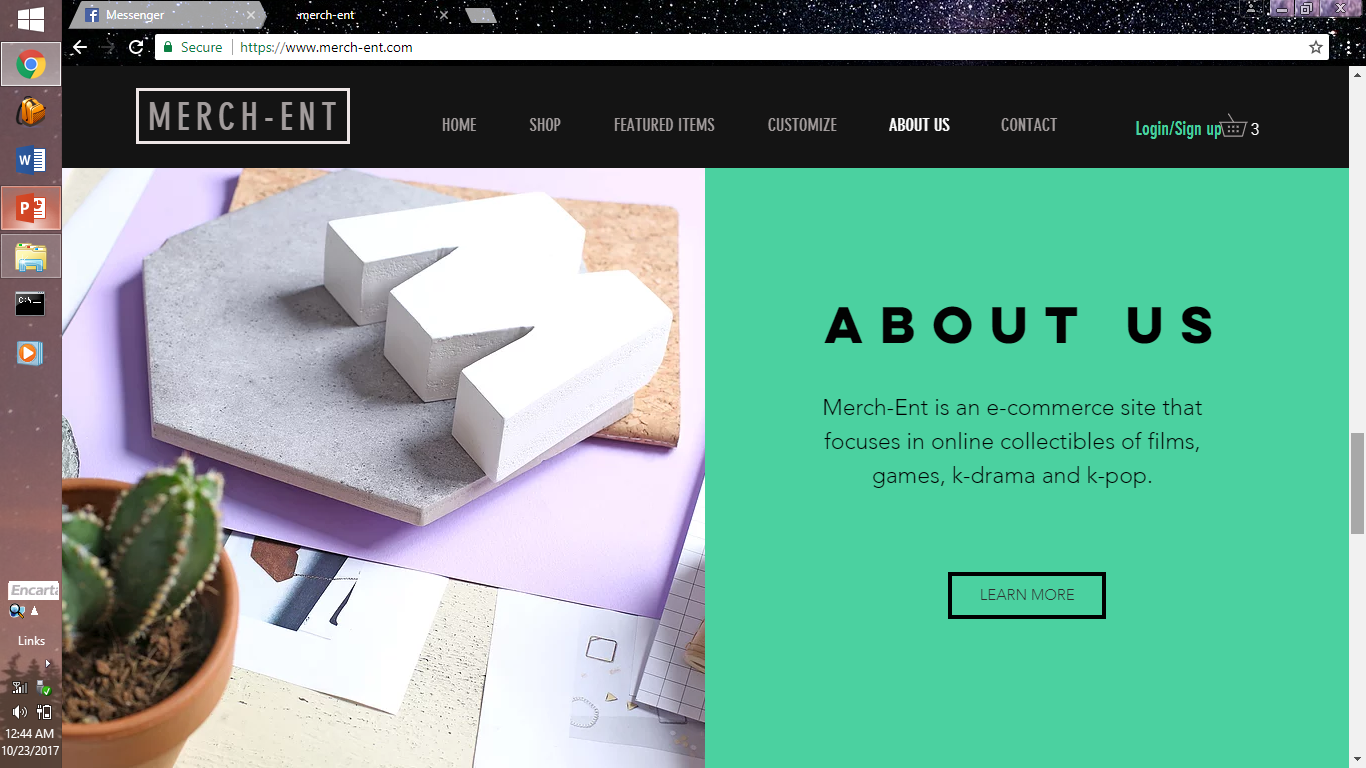 Messenger
merch-ent
Secure
https://www.merch-ent.com
MERCH-ENT
HOME
SHOP
FEATURED ITEMS
CUSTOMIZE
ABOUT US
CONTACT
Login/Sign up
3
ABOUT US
Merch-Ent is an e-commerce site that
focuses in online collectibles of films,
games, k-drama and k-pop.
LEARN MORE
Encarta
Links
12:44 AM
10/23/2017